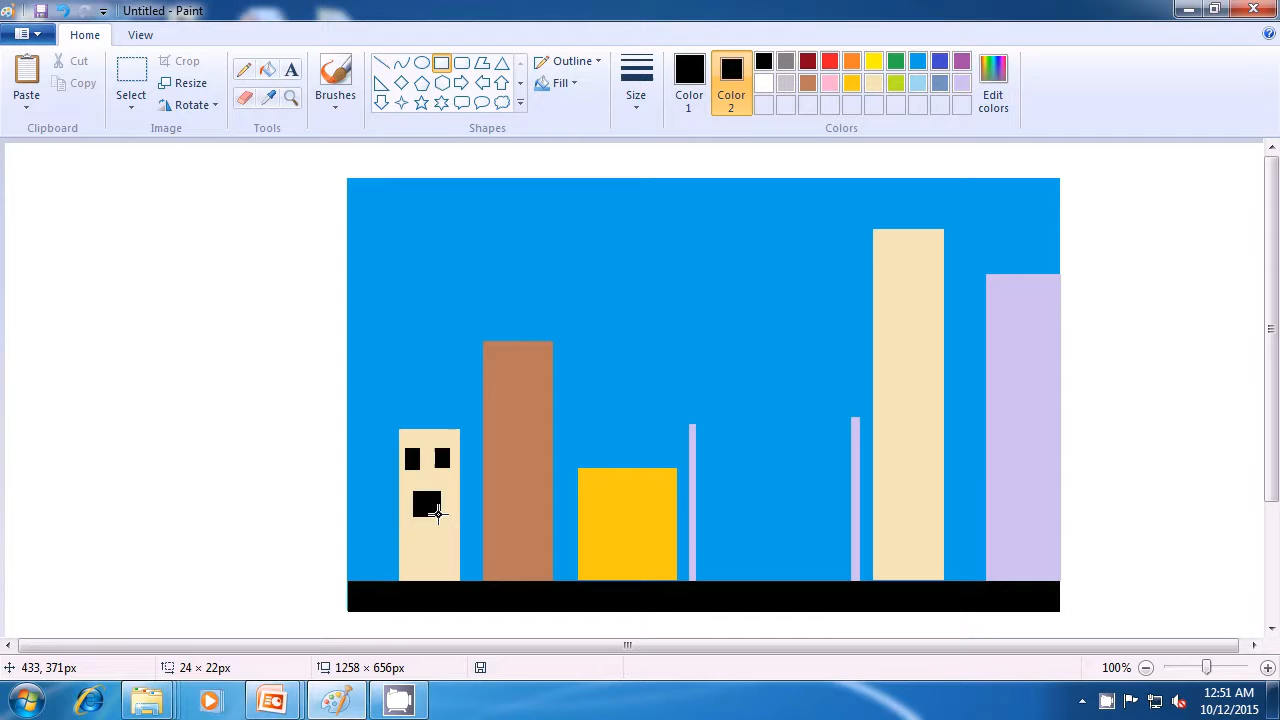 Untitled - Paint
Home
View
Paste
Cut
Copy
Clipboard
Select
Crop
Resize
Rotate
Image
A
Tools
Brushes
Outline
Fill
Shapes
Size
Color 1
Color 2
Edit colors
Colors
433, 371px
24 × 22px
1258 × 656px
100%
12:51 AM
10/12/2015